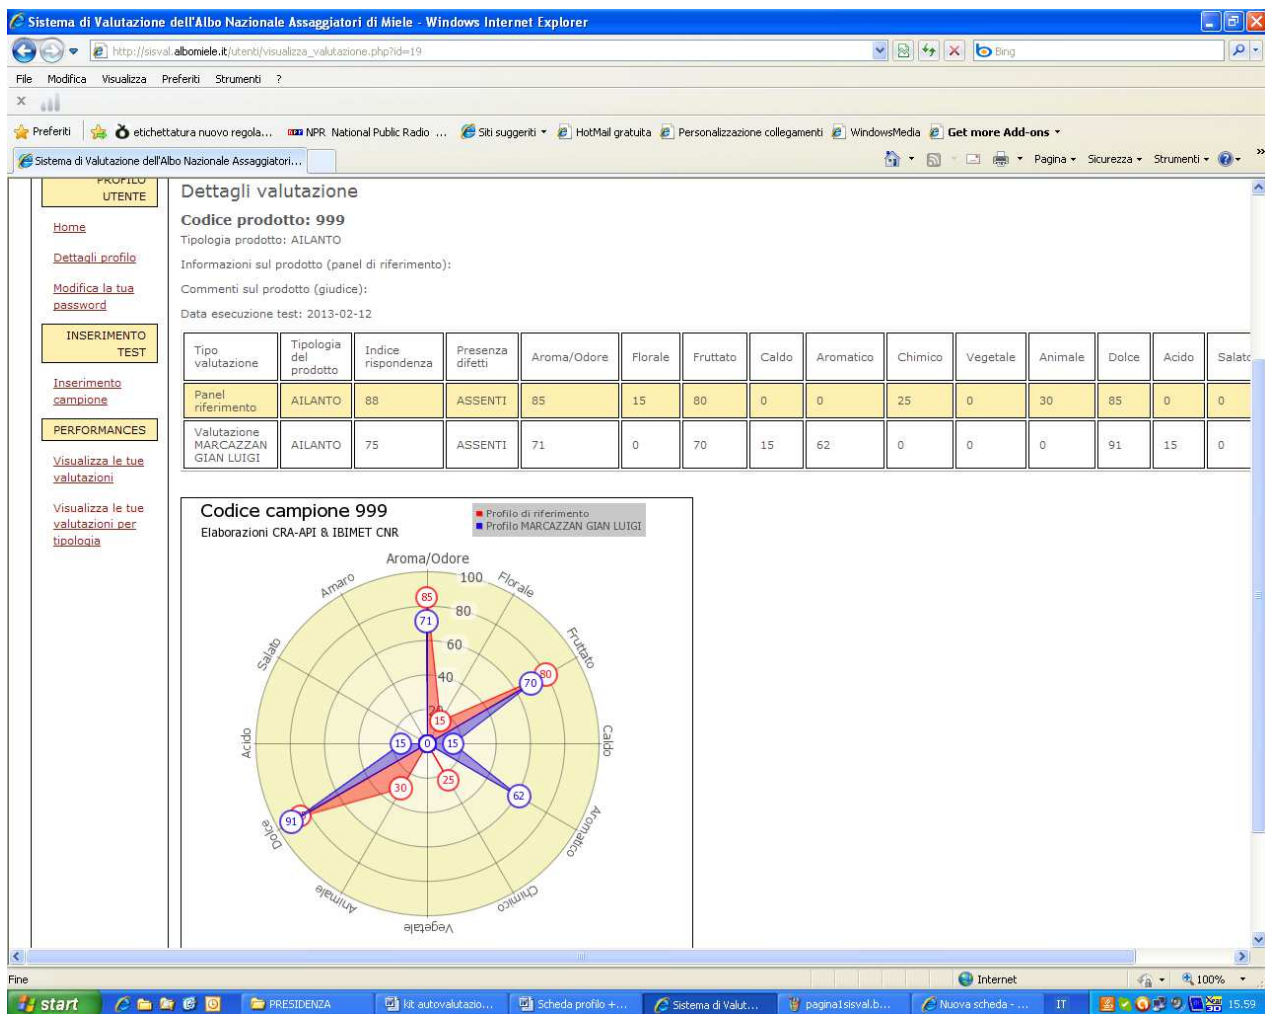 Sistema di Valutazione dell'Albo Nazionale Assaggiatori di Miele - Windows Internet Explorer
http://sisval.albomiele.it/utenti/visualizza_valutazione.php?id=19
Bing
File Modifica Visualizza Preferiti Strumenti ?
x
Preferiti etichettatura nuovo regola... NPR National Public Radio ... Siti suggeriti HotMail gratuita Personalizzazione collegamenti WindowsMedia Get more Add-ons »
Sistema di Valutazione dell'Albo Nazionale Assaggiatori... Pagina Sicurezza Strumenti
PROFILO
UTENTE
Home
Dettagli profilo
Modifica la tua
password
INSERIMENTO
TEST
Inserimento
campione
PERFORMANCES
Visualizza le tue
valutazioni
Visualizza le tue
valutazioni per
tipologia
Dettagli valutazione
Codice prodotto: 999
Tipologia prodotto: AILANTO
Informazioni sul prodotto (panel di riferimento):
Commenti sul prodotto (giudice):
Data esecuzione test: 2013-02-12
Tipo valutazione Tipologia del prodotto Indice rispondenza Presenza difetti Aroma/Odore Florale Fruttato Caldo Aromatico Chimico Vegetale Animale Dolce Acido Salato
Panel riferimento AILANTO 88 ASSENTI 85 15 80 0 0 25 0 30 85 0 0
Valutazione MARCAZZAN GIAN LUIGI AILANTO 75 ASSENTI 71 0 70 15 62 0 0 0 91 15 0
Codice campione 999
Elaborazioni CRA-API & IBIMET CNR
Profilo di riferimento
Profilo MARCAZZAN GIAN LUIGI
Aroma/Odore
Florale
Fruttato
Caldo
Aromatico
Chimico
Vegetale
Animale
Dolce
Acido
Salato
Amaro
100
80
60
40
20
85
71
80
70
15
15
0
15
25
30
62
91
Fine Internet 100%
start PRESIDENZA kit autovalutazio... Scheda profilo +... Sistema di Valut... pagina1sisval.b... Nuova scheda - ... IT 15.59